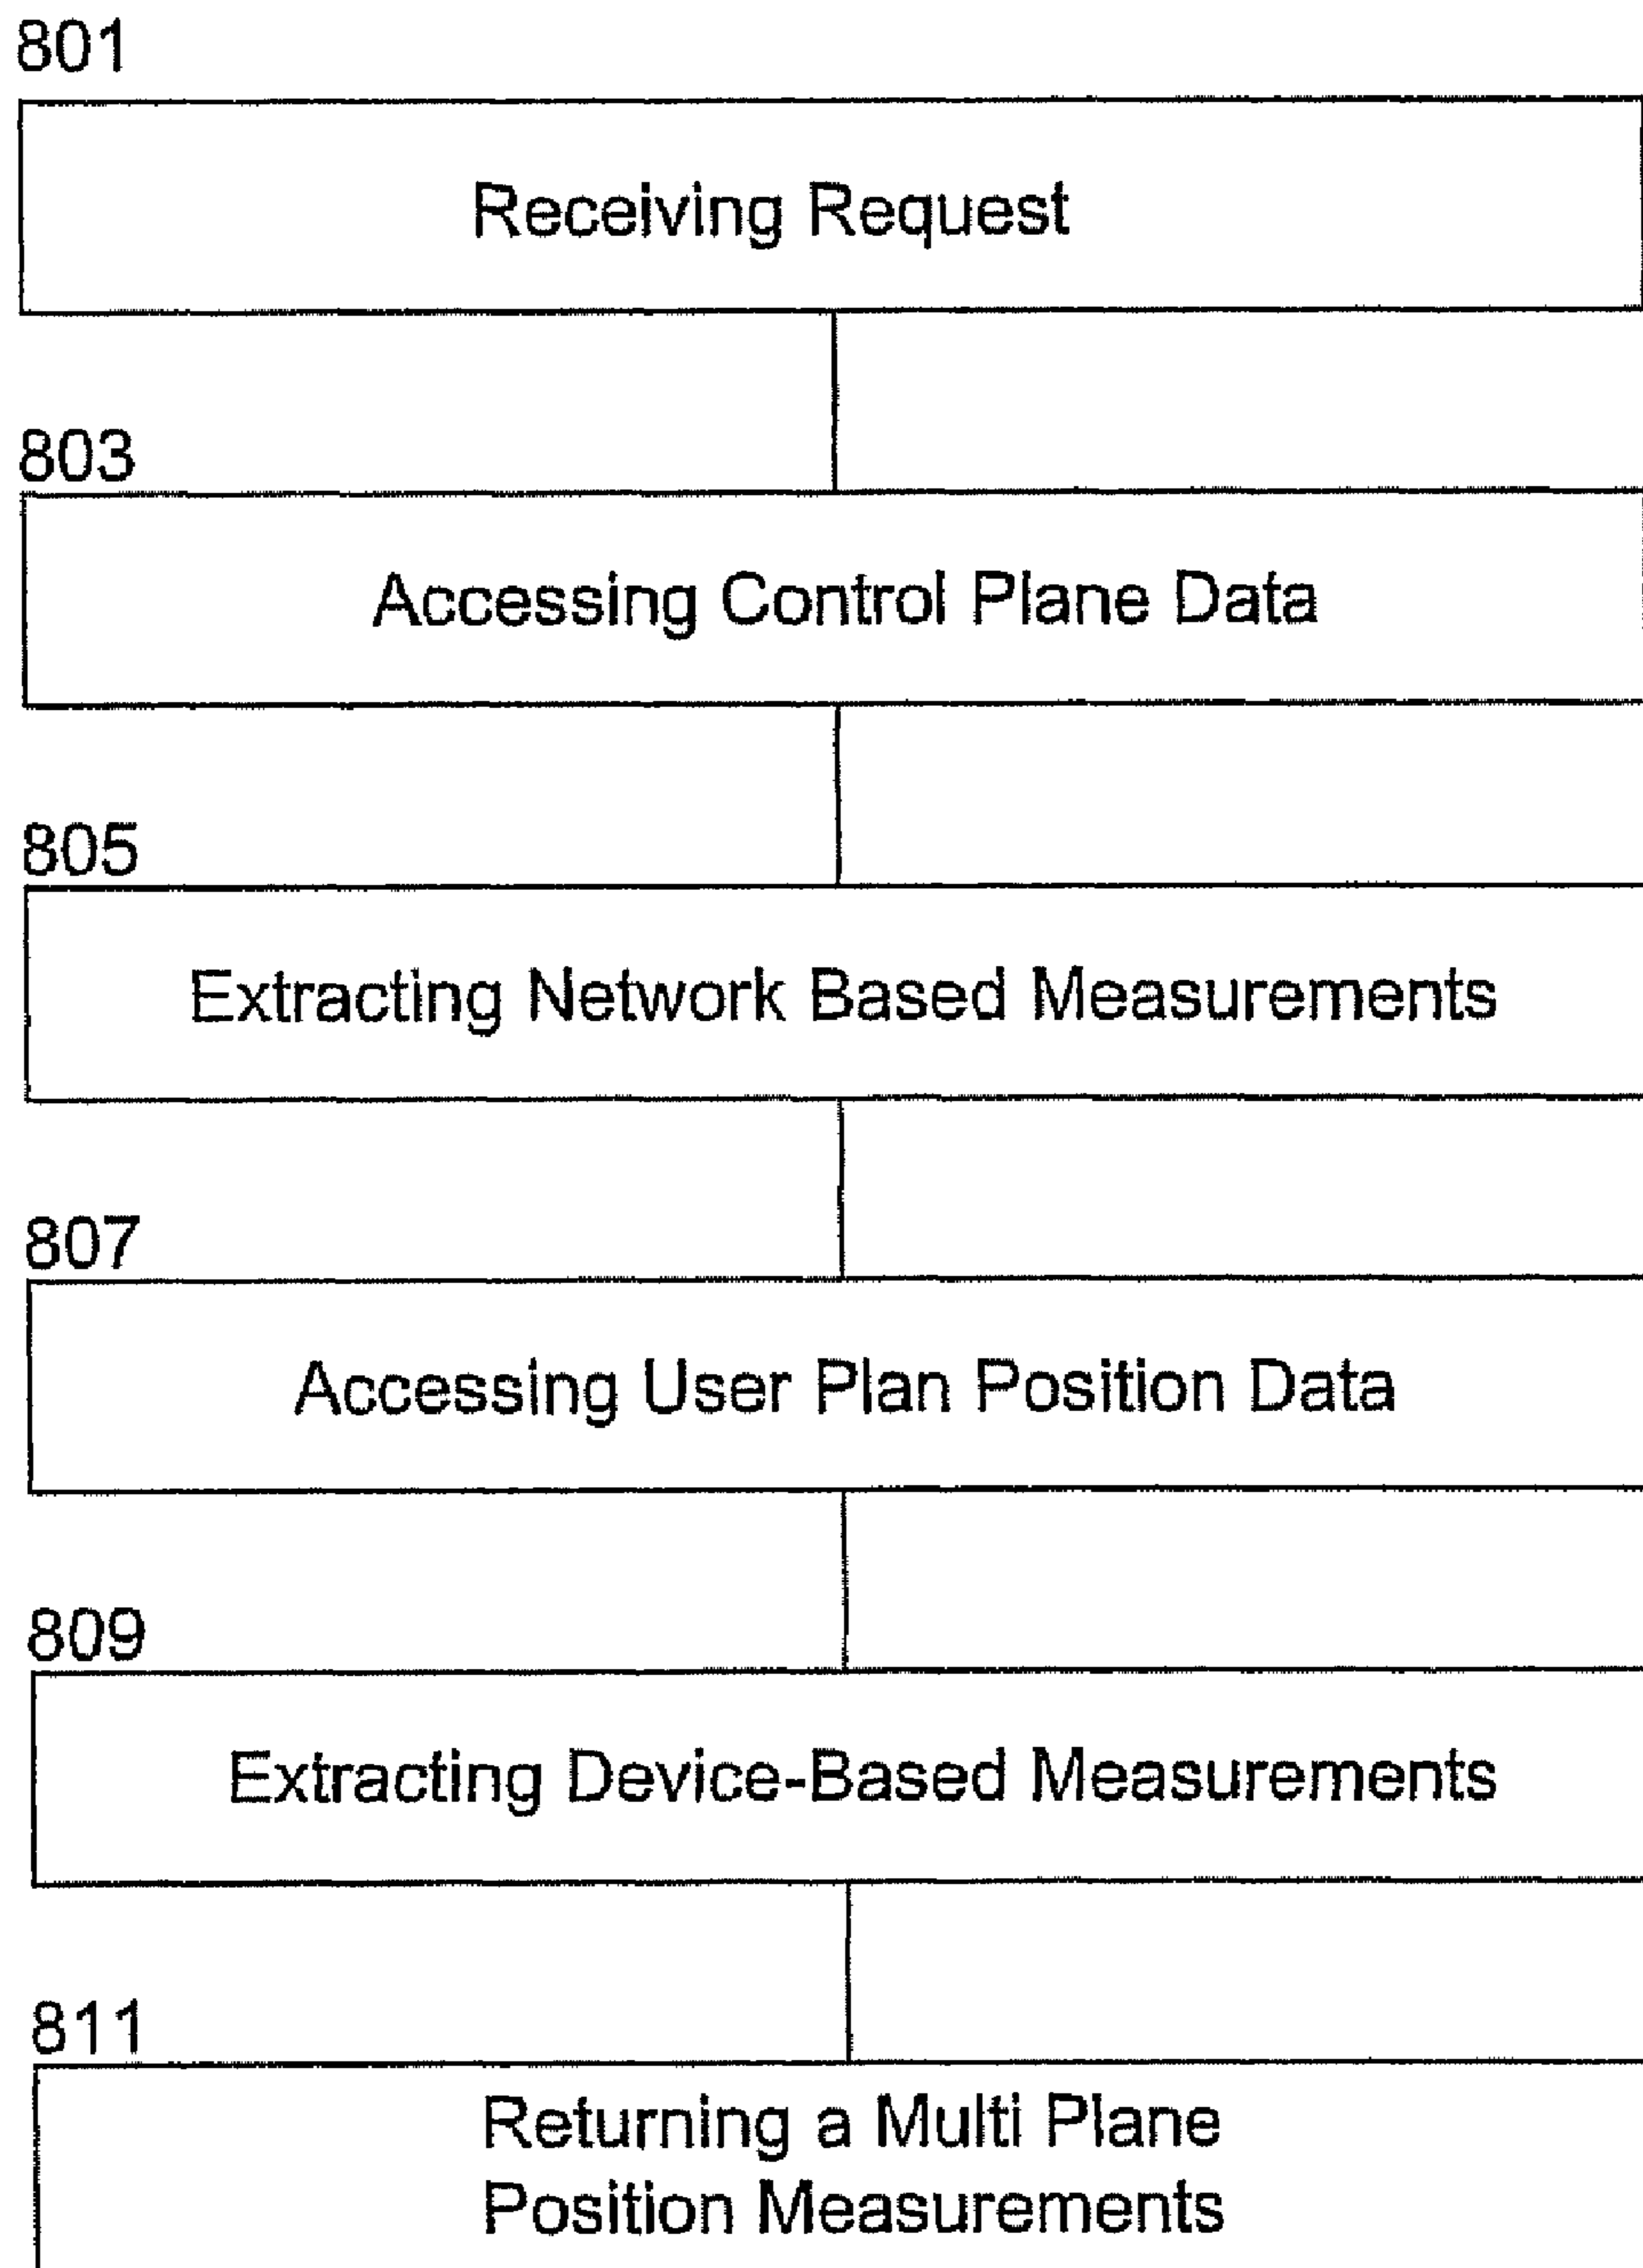 801
Receiving Request
803
Accessing Control Plane Data
805
Extracting Network Based Measurements
807
Accessing User Plan Position Data
809
Extracting Device-Based Measurements
811
Returning a Multi Plane
Position Measurements